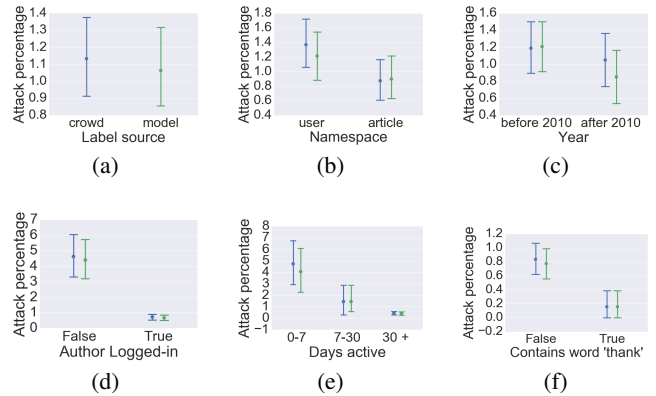 Attack percentage
1.4
1.3
1.2
1.1
1.0
0.9
0.8
crowd model
Label source
(a)
Attack percentage
1.8
1.6
1.4
1.2
1.0
0.8
0.6
0.4
user article
Namespace
(b)
Attack percentage
1.6
1.4
1.2
1.0
0.8
0.6
0.4
before 2010 after 2010
Year
(c)
Attack percentage
7
6
5
4
3
2
1
0
False True
Author Logged-in
(d)
Attack percentage
8
7
6
5
4
3
2
1
0
−1
0-7 7-30 30 +
Days active
(e)
Attack percentage
1.2
1.0
0.8
0.6
0.4
0.2
0.0
−0.2
False True
Contains word 'thank'
(f)